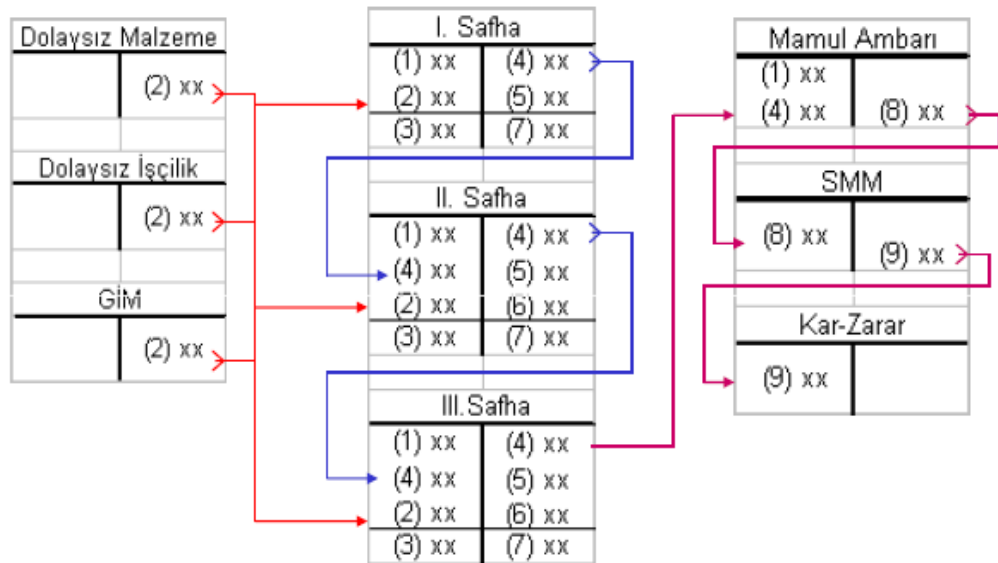 Dolaysız Malzeme
(2) xx
Dolaysız İşçilik
(2) xx
GİM
(2) xx
I. Safha
(1) xx (4) xx
(2) xx (5) xx
(3) xx (7) xx
II. Safha
(1) xx (4) xx
(4) xx (5) xx
(2) xx (6) xx
(3) xx (7) xx
III.Safha
(1) xx (4) xx
(4) xx (5) xx
(2) xx (6) xx
(3) xx (7) xx
Mamul Ambarı
(1) xx
(4) xx (8) xx
SMM
(8) xx (9) xx
Kar-Zarar
(9) xx